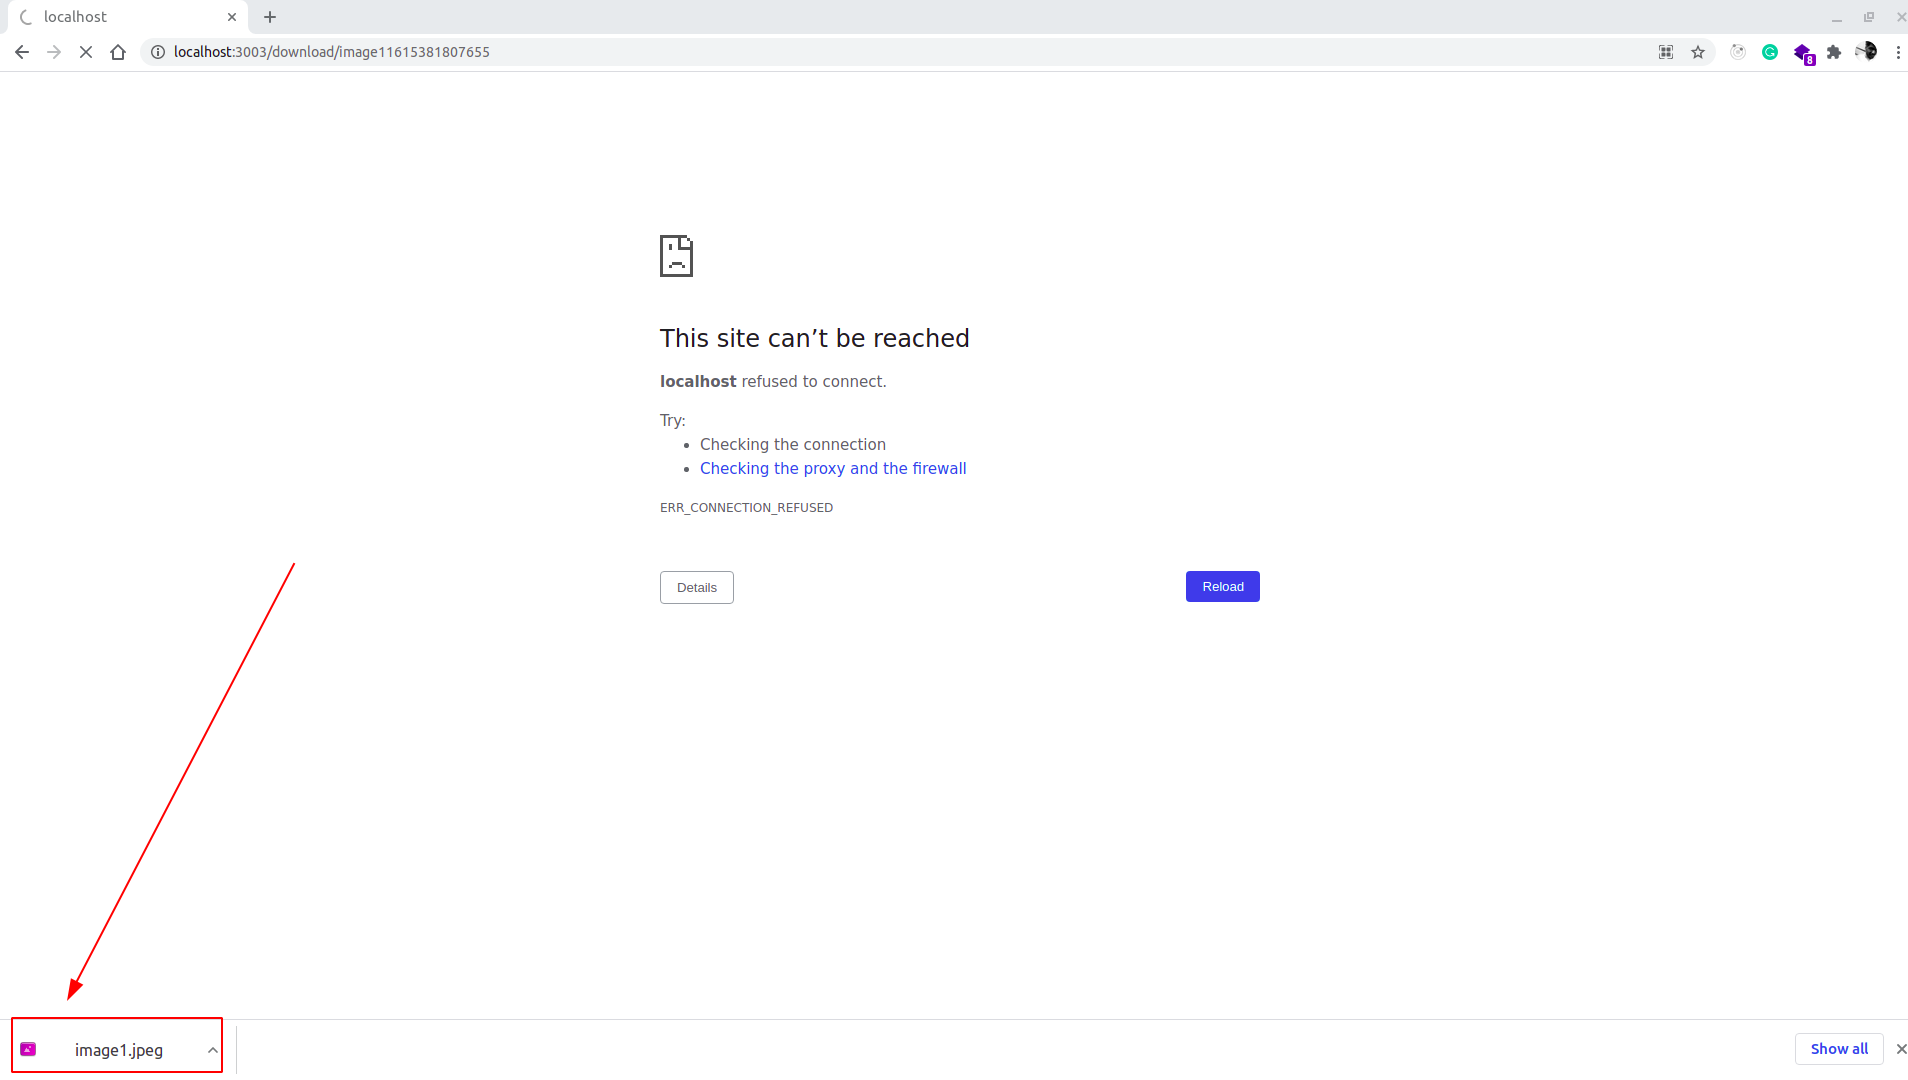 localhost
localhost:3003/download/image11615381807655
8
This site can’t be reached
localhost refused to connect.
Try:
Checking the connection
Checking the proxy and the firewall
ERR_CONNECTION_REFUSED
Details
Reload
image1.jpeg
Show all